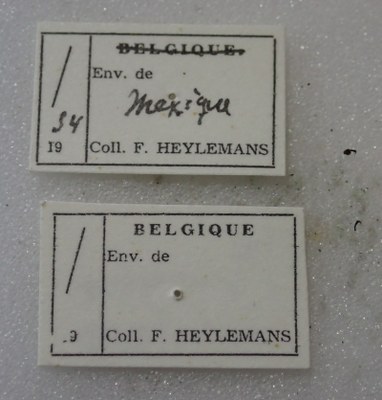 BELGIQUE.
/ Env. de
Mexique
34
19 Coll. F. HEYLEMANS
BELGIQUE
/ Env. de
9 Coll. F. HEYLEMANS